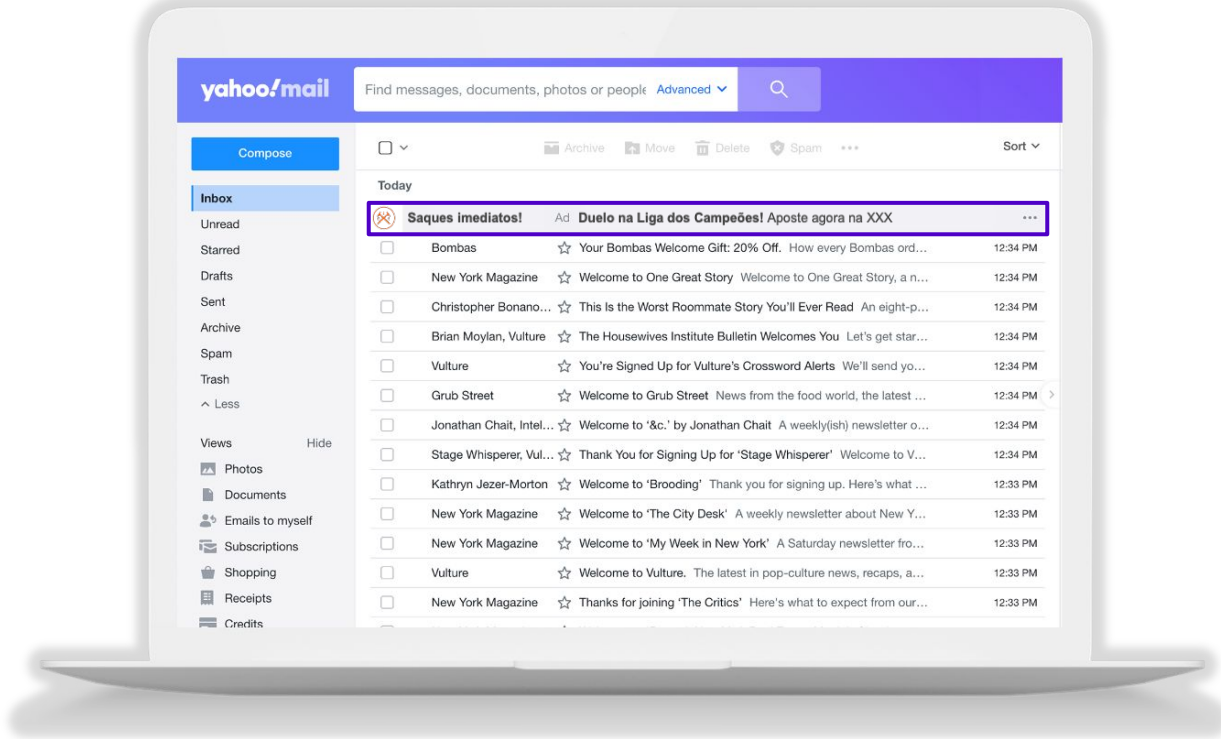 yahoo!mail
Find messages, documents, photos or people Advanced
Compose
Archive Move Delete Spam
Sort
Today
Inbox
Unread
Starred
Drafts
Sent
Archive
Spam
Trash
Less
Views Hide
Photos
Documents
Emails to myself
Subscriptions
Shopping
Receipts
Credits
Saques imediatos! Ad Duelo na Liga dos Campeões! Aposte agora na XXX
Bombas Your Bombas Welcome Gift: 20% Off. How every Bombas ord... 12:34 PM
New York Magazine Welcome to One Great Story Welcome to One Great Story, a n... 12:34 PM
Christopher Bonano... This Is the Worst Roommate Story You'll Ever Read An eight-p... 12:34 PM
Brian Moylan, Vulture The Housewives Institute Bulletin Welcomes You Let's get star... 12:34 PM
Vulture You're Signed Up for Vulture's Crossword Alerts We'll send yo... 12:34 PM
Grub Street Welcome to Grub Street News from the food world, the latest ... 12:34 PM
Jonathan Chait, Intel... Welcome to '&c.' by Jonathan Chait A weekly(ish) newsletter o... 12:34 PM
Stage Whisperer, Vul... Thank You for Signing Up for 'Stage Whisperer' Welcome to V... 12:34 PM
Kathryn Jezer-Morton Welcome to 'Brooding' Thank you for signing up. Here's what ... 12:33 PM
New York Magazine Welcome to 'The City Desk' A weekly newsletter about New Y... 12:33 PM
New York Magazine Welcome to 'My Week in New York' A Saturday newsletter fro... 12:33 PM
Vulture Welcome to Vulture. The latest in pop-culture news, recaps, a... 12:33 PM
New York Magazine Thanks for joining 'The Critics' Here's what to expect from our... 12:33 PM